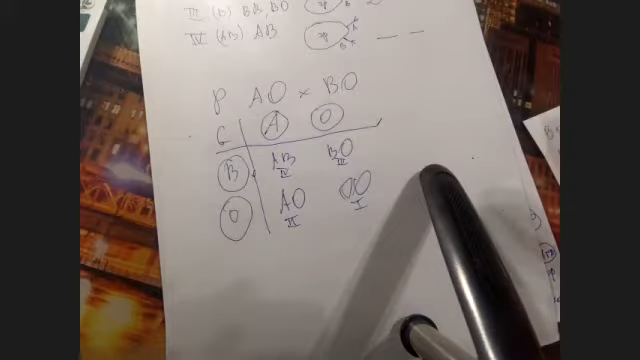 III (B) BB, BO
IV (AB) AB
— —
P AO × BO
G A O
B AB BO
IV III
O AO OO
II I